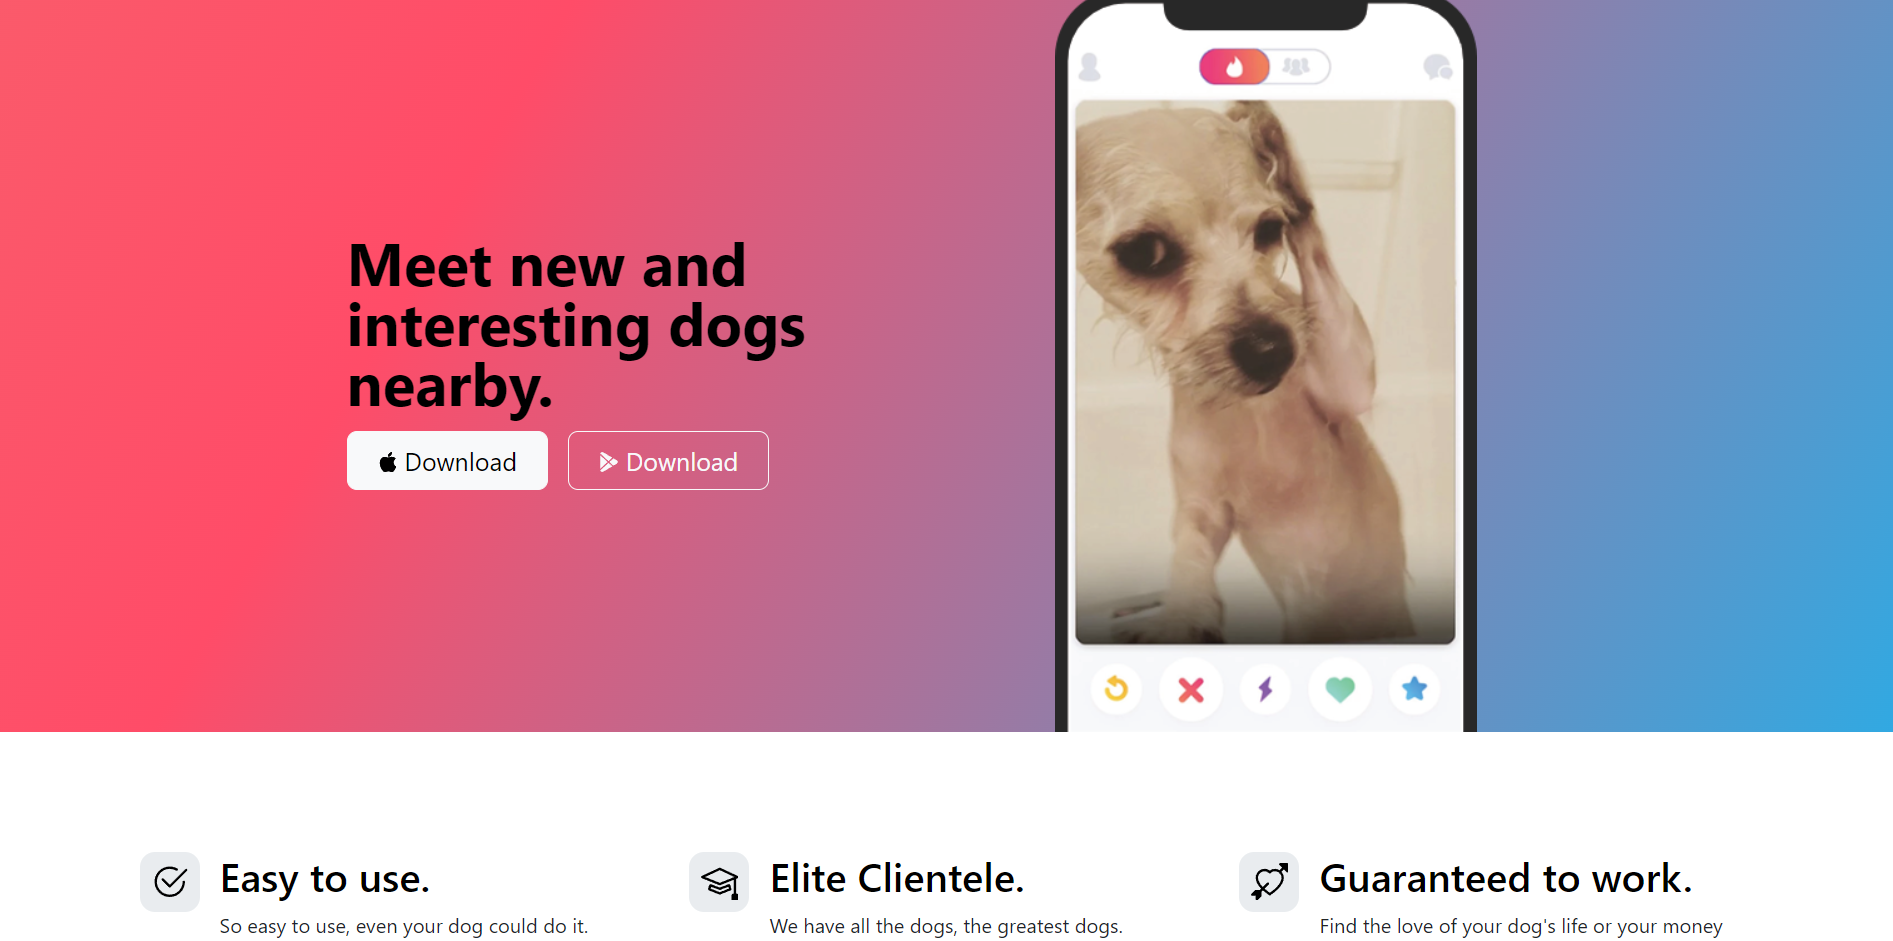 Meet new and
interesting dogs
nearby.
Download
Download
Easy to use.
So easy to use, even your dog could do it.
Elite Clientele.
We have all the dogs, the greatest dogs.
Guaranteed to work.
Find the love of your dog's life or your money